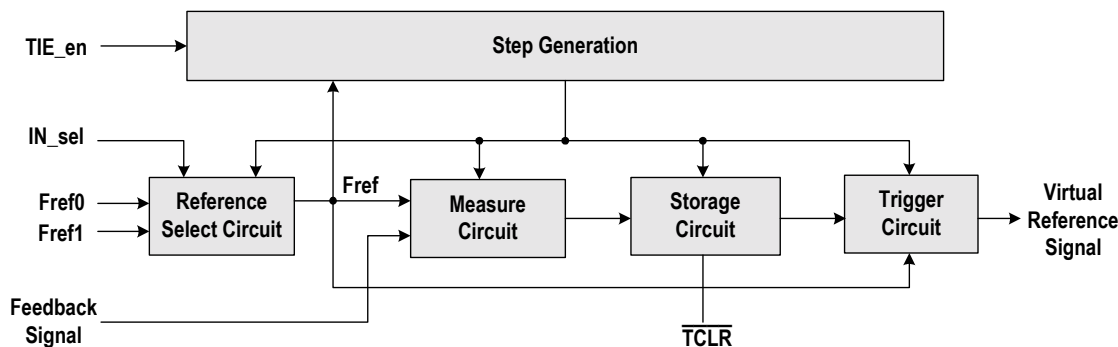 Step Generation
TIE_en
IN_sel
Fref0
Fref1
Reference
Select Circuit
Fref
Measure
Circuit
Storage
Circuit
Trigger
Circuit
Virtual
Reference
Signal
Feedback
Signal
TCLR